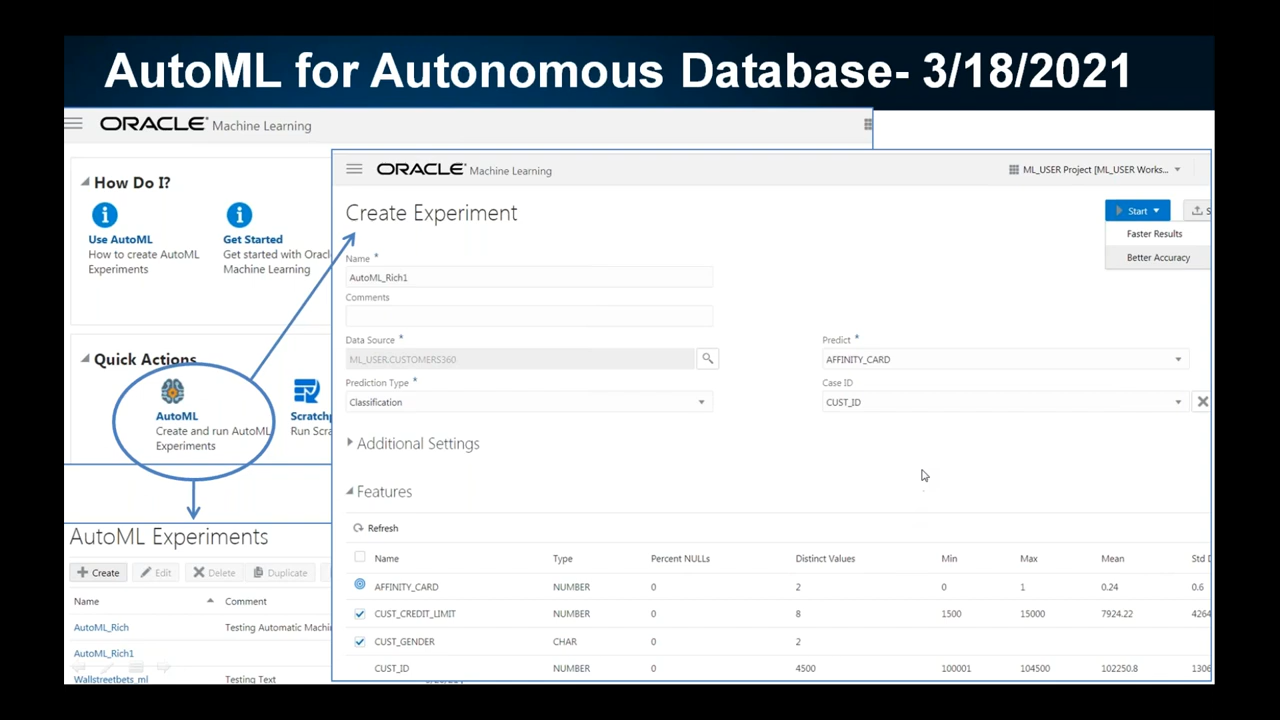 AutoML for Autonomous Database- 3/18/2021
ORACLE Machine Learning
How Do I?
Use AutoML
How to create AutoML
Experiments
Get Started
Get started with Oracl
Machine Learning
Quick Actions
AutoML
Create and run AutoML
Experiments
Scratchp
Run Scra
AutoML Experiments
Create Edit Delete Duplicate
Name Comment
AutoML_Rich Testing Automatic Machi
AutoML_Rich1
Wallstreetbets_ml Testing Text
ORACLE Machine Learning
ML_USER Project [ML_USER Works...
Create Experiment
Start S
Faster Results
Better Accuracy
Name *
AutoML_Rich1
Comments
Data Source *
ML_USER.CUSTOMERS360
Predict *
AFFINITY_CARD
Prediction Type *
Classification
Case ID
CUST_ID
Additional Settings
Features
Refresh
Name Type Percent NULLs Distinct Values Min Max Mean Std D
AFFINITY_CARD NUMBER 0 2 0 1 0.24 0.6
CUST_CREDIT_LIMIT NUMBER 0 8 1500 15000 7924.22 4264
CUST_GENDER CHAR 0 2
CUST_ID NUMBER 0 4500 100001 104500 102250.8 1306